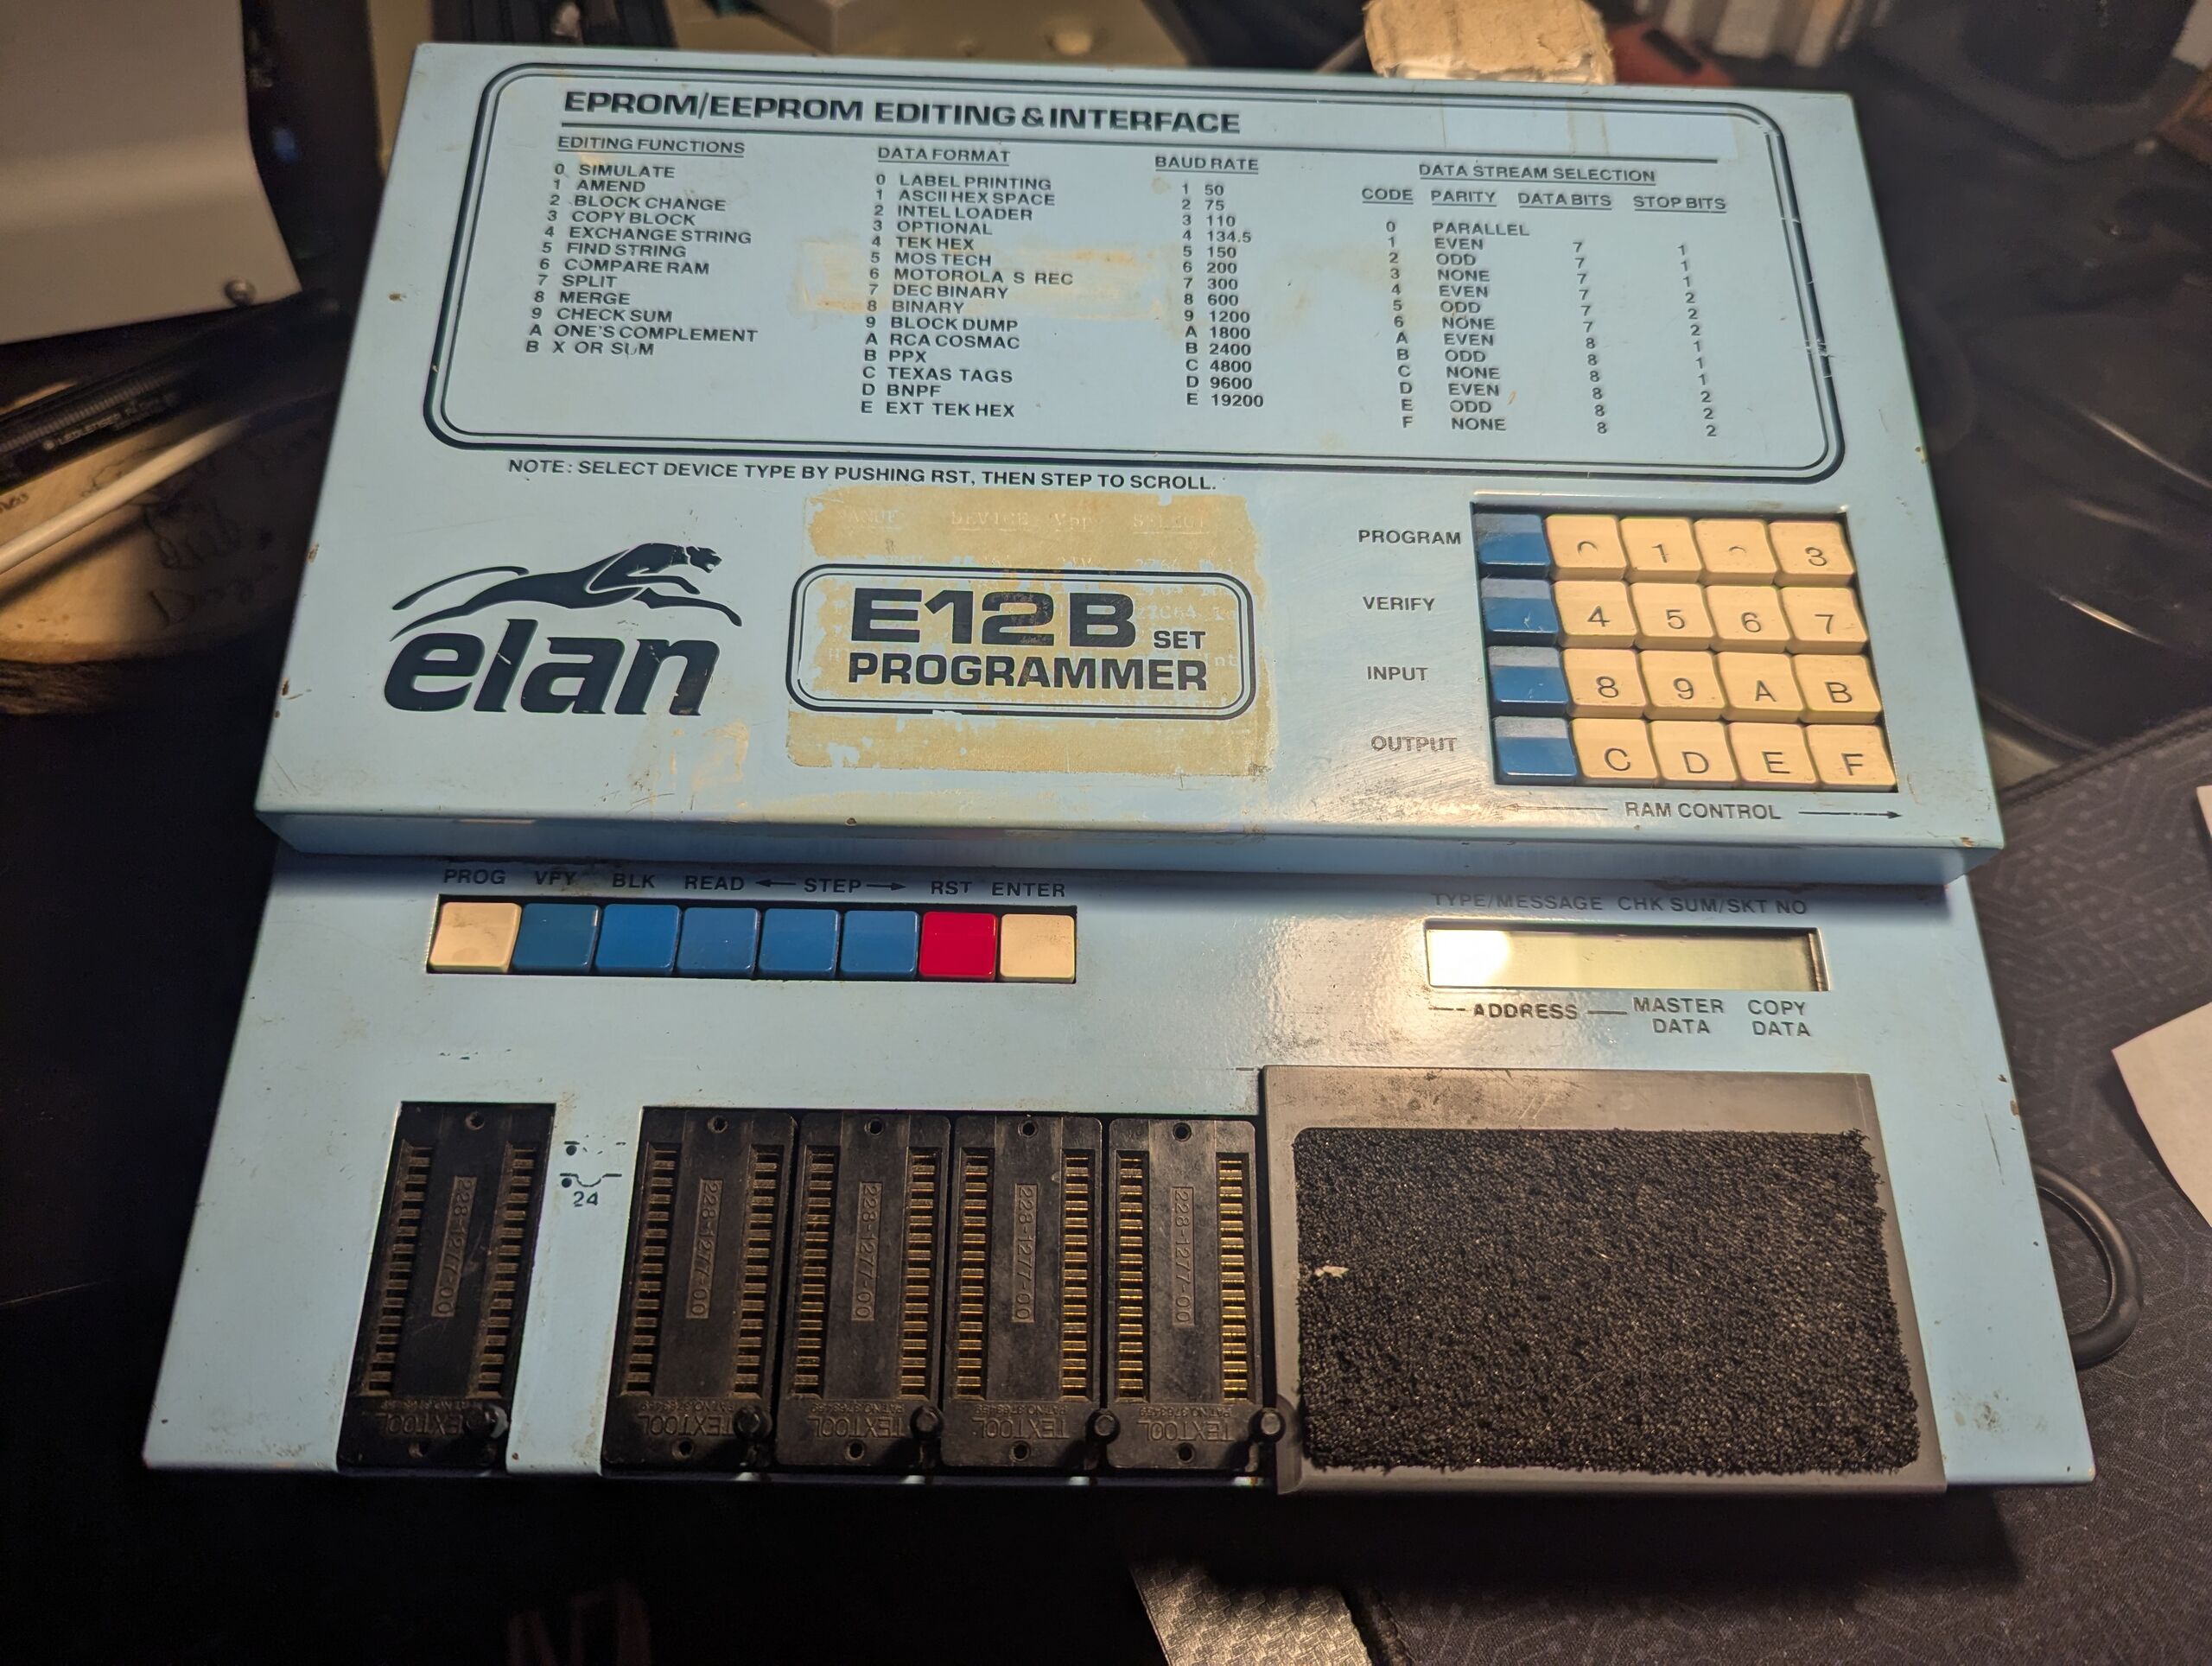 EPROM/EEPROM EDITING & INTERFACE
EDITING FUNCTIONS
0 SIMULATE
1 AMEND
2 BLOCK CHANGE
3 COPY BLOCK
4 EXCHANGE STRING
5 FIND STRING
6 COMPARE RAM
7 SPLIT
8 MERGE
9 CHECK SUM
A ONE'S COMPLEMENT
B X OR SUM
DATA FORMAT
0 LABEL PRINTING
1 ASCII HEX SPACE
2 INTEL LOADER
3 OPTIONAL
4 TEK HEX
5 MOS TECH
6 MOTOROLA S REC
7 DEC BINARY
8 BINARY
9 BLOCK DUMP
A RCA COSMAC
B PPX
C TEXAS TAGS
D BNPF
E EXT TEK HEX
BAUD RATE
1 50
2 75
3 110
4 134.5
5 150
6 200
7 300
8 600
9 1200
A 1800
B 2400
C 4800
D 9600
E 19200
DATA STREAM SELECTION
CODE PARITY DATA BITS STOP BITS
0 PARALLEL
1 EVEN 7 1
2 ODD 7 1
3 NONE 7 1
4 EVEN 7 2
5 ODD 7 2
6 NONE 7 2
A EVEN 8 1
B ODD 8 1
C NONE 8 1
D EVEN 8 2
E ODD 8 2
F NONE 8 2
NOTE: SELECT DEVICE TYPE BY PUSHING RST, THEN STEP TO SCROLL.
DEVICE Vpp SELECT
elan
E12B SET
PROGRAMMER
PROGRAM
VERIFY
INPUT
OUTPUT
0 1 2 3
4 5 6 7
8 9 A B
C D E F
RAM CONTROL
PROG VFY BLK READ STEP RST ENTER
TYPE/MESSAGE CHK SUM/SKT NO
ADDRESS MASTER DATA COPY DATA
24
228-1277-00
228-1277-00
228-1277-00
228-1277-00
228-1277-00
TEXTOOL
TEXTOOL
TEXTOOL
TEXTOOL
TEXTOOL